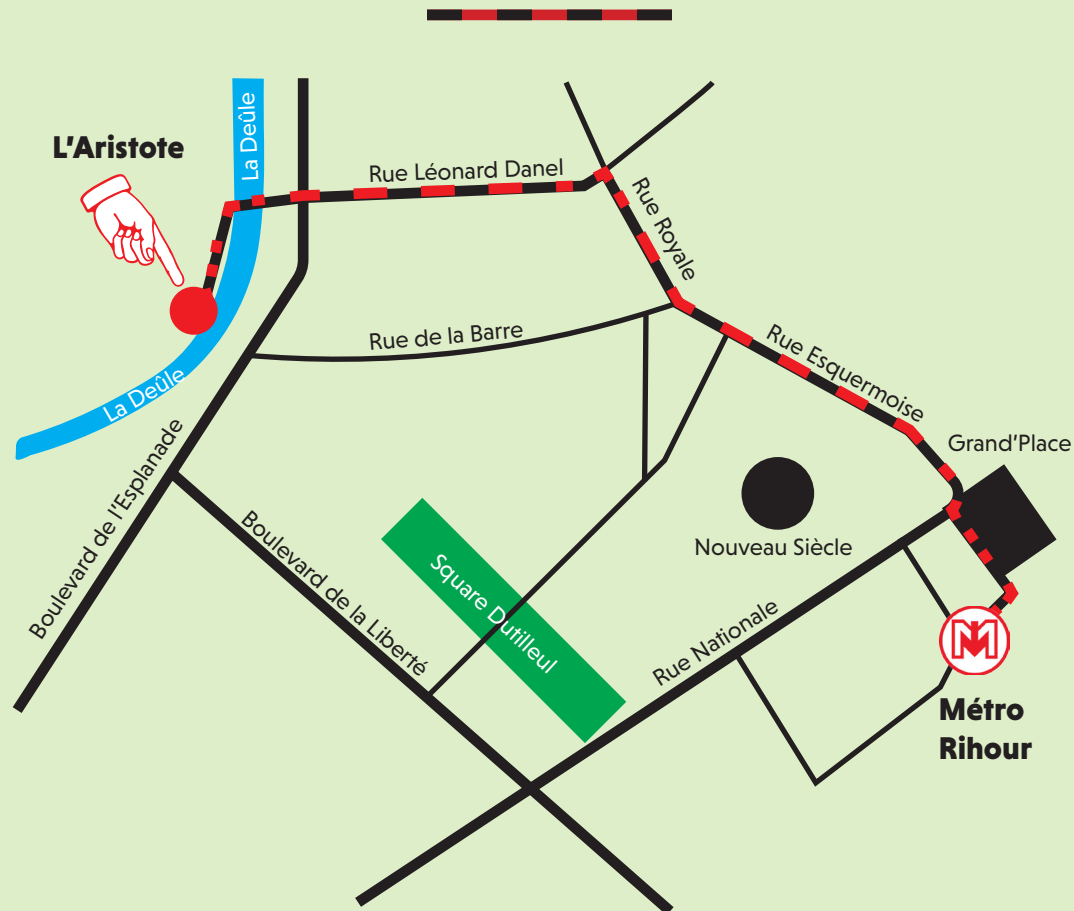 La Deûle
L'Aristote
Rue Léonard Danel
Rue Royale
Rue de la Barre
Rue Esquermoise
La Deûle
Boulevard de l'Esplanade
Grand'Place
Nouveau Siècle
Boulevard de la Liberté
Square Dutilleul
Rue Nationale
M
Métro
Rihour